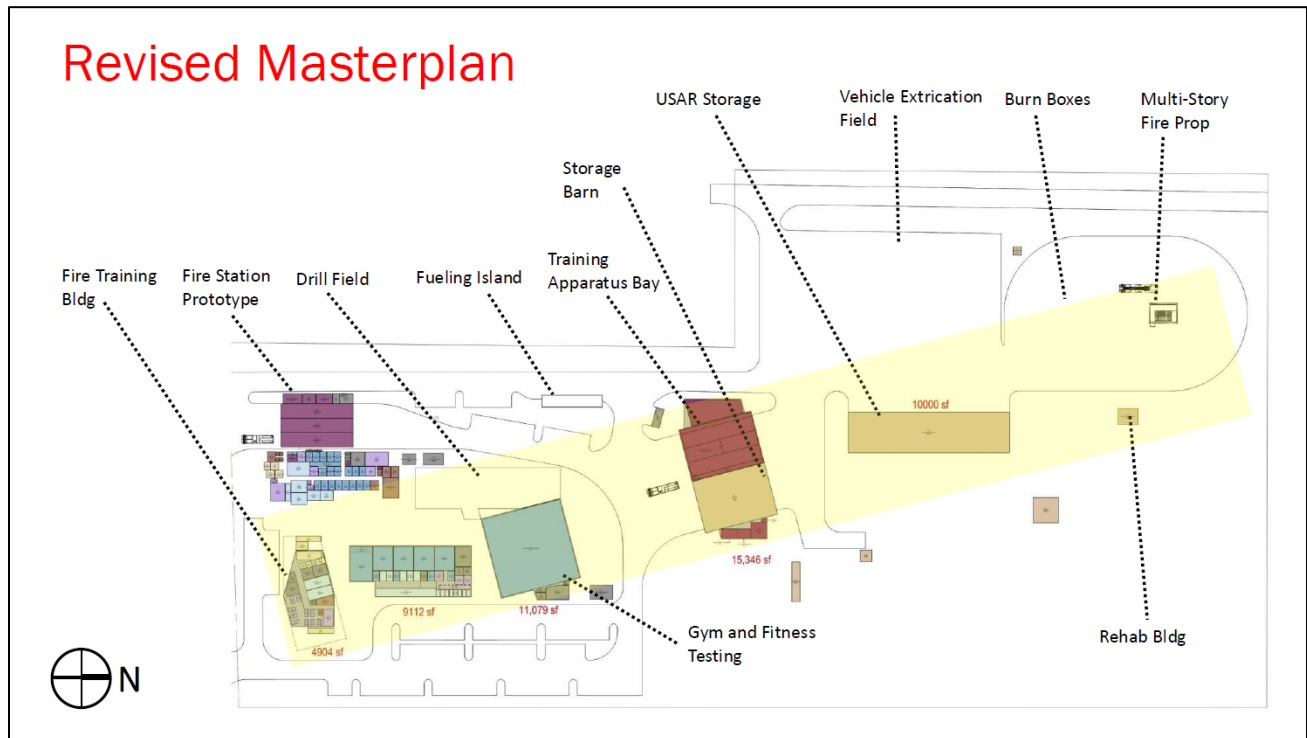 Revised Masterplan
USAR Storage
Vehicle Extrication
Field
Burn Boxes
Multi-Story
Fire Prop
Storage
Barn
Fire Training
Bldg
Fire Station
Prototype
Drill Field
Fueling Island
Training
Apparatus Bay
10000 sf
15,346 sf
9112 sf
11,079 sf
4904 sf
Gym and Fitness
Testing
Rehab Bldg
N